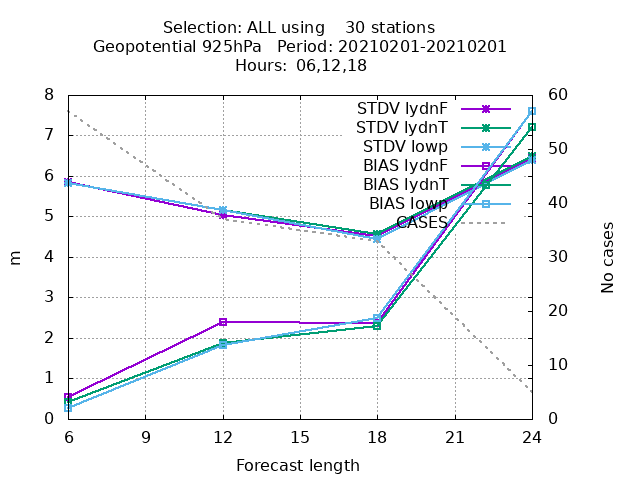 Selection: ALL using    30 stations
Geopotential 925hPa   Period: 20210201-20210201
Hours: 06,12,18
8
7
6
5
4
3
2
1
0
m
STDV lydnF
STDV lydnT
STDV lowp
BIAS lydnF
BIAS lydnT
BIAS lowp
CASES
60
50
40
30
20
10
0
No cases
6 9 12 15 18 21 24
Forecast length